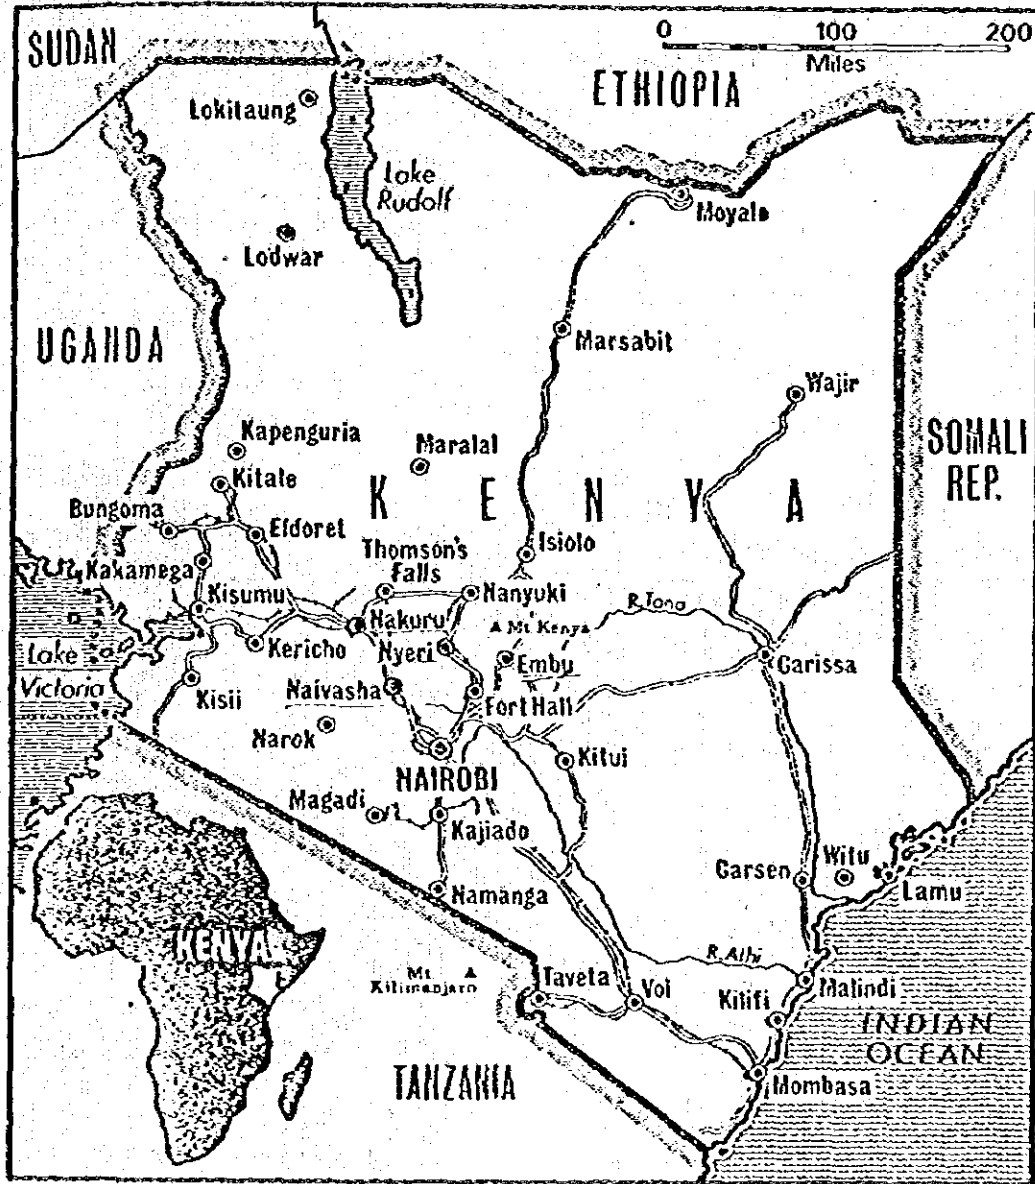 SUDAN
0 100 200
Miles
ETHIOPIA
Lokitaung
Lake
Rudolf
Moyale
Lodwar
UGANDA
Marsabit
Wajir
Kapenguria
Maralal
SOMALI
REP.
Kitale
KENYA
Bungoma
Eldoret
Isiolo
Thomson's
Falls
Kakamega
Kisumu
Nanyuki
R. Tana
Nakuru
Mt Kenya
Kericho
Nyeri
Lake
Victoria
Embu
Garissa
Kisii
Naivasha
Fort Hall
Narok
Kitui
NAIROBI
Magadi
Kajiado
Garsen
Witu
Lamu
Namanga
KENYA
R. Athi
Mt
Kilimanjaro
Taveta
Voi
Malindi
Kilifi
INDIAN
OCEAN
TANZANIA
Mombasa